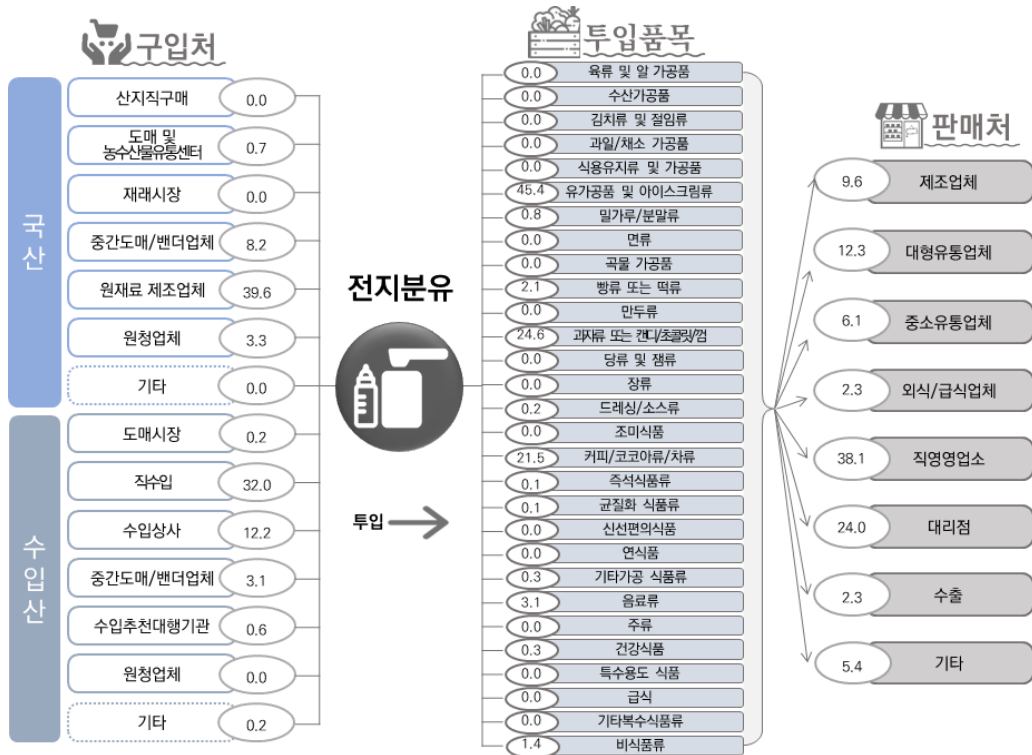 구입처
국산
산지직구매 0.0
도매 및
농수산물유통센터 0.7
재래시장 0.0
중간도매/밴더업체 8.2
원재료 제조업체 39.6
원청업체 3.3
기타 0.0
수입산
도매시장 0.2
직수입 32.0
수입상사 12.2
중간도매/밴더업체 3.1
수입추천대행기관 0.6
원청업체 0.0
기타 0.2
전지분유
투입
투입품목
0.0 육류 및 알 가공품
0.0 수산가공품
0.0 김치류 및 절임류
0.0 과일/채소 가공품
0.0 식용유지류 및 가공품
45.4 유가공품 및 아이스크림류
0.8 밀가루/분말류
0.0 면류
0.0 곡물 가공품
2.1 빵류 또는 떡류
0.0 만두류
24.6 과자류 또는 캔디/초콜릿/껌
0.0 당류 및 잼류
0.0 장류
0.2 드레싱/소스류
0.0 조미식품
21.5 커피/코코아류/차류
0.1 즉석식품류
0.1 균질화 식품류
0.0 신선편의식품
0.0 연식품
0.3 기타가공 식품류
3.1 음료류
0.0 주류
0.3 건강식품
0.0 특수용도 식품
0.0 급식
0.0 기타복수식품류
1.4 비식품류
판매처
9.6 제조업체
12.3 대형유통업체
6.1 중소유통업체
2.3 외식/급식업체
38.1 직영영업소
24.0 대리점
2.3 수출
5.4 기타